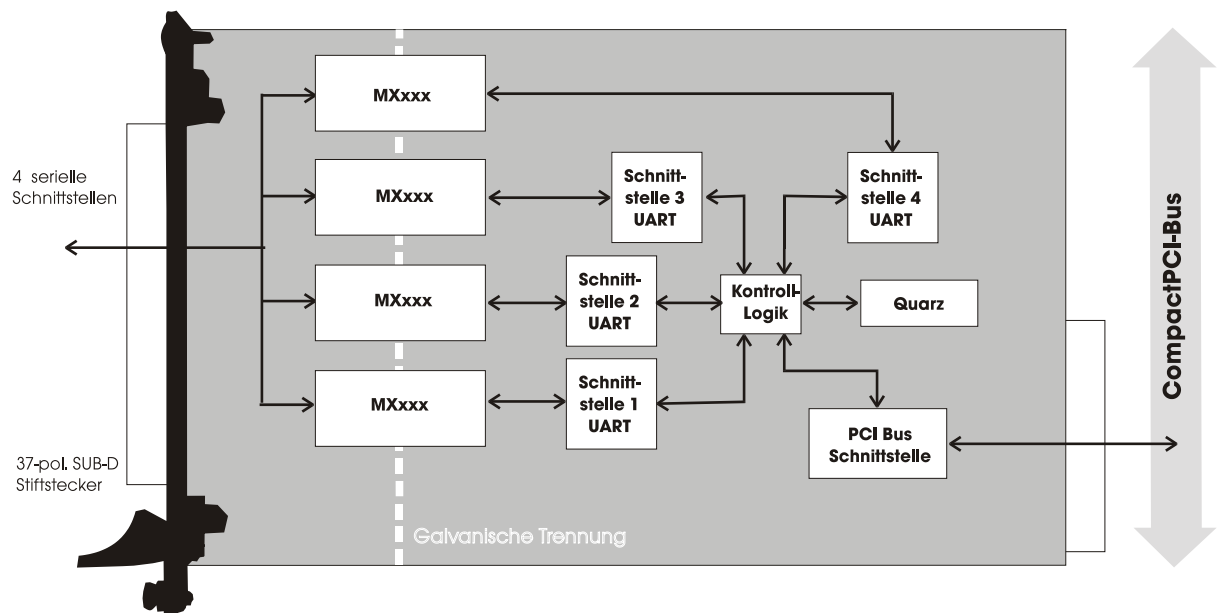 4 serielle
Schnittstellen
37-pol. SUB-D
Stiftstecker
MXxxx
MXxxx
MXxxx
MXxxx
Schnitt-
stelle 3
UART
Schnitt-
stelle 4
UART
Schnitt-
stelle 2
UART
Kontroll-
Logik
Quarz
Schnitt-
stelle 1
UART
PCI Bus
Schnittstelle
Galvanische Trennung
CompactPCI-Bus